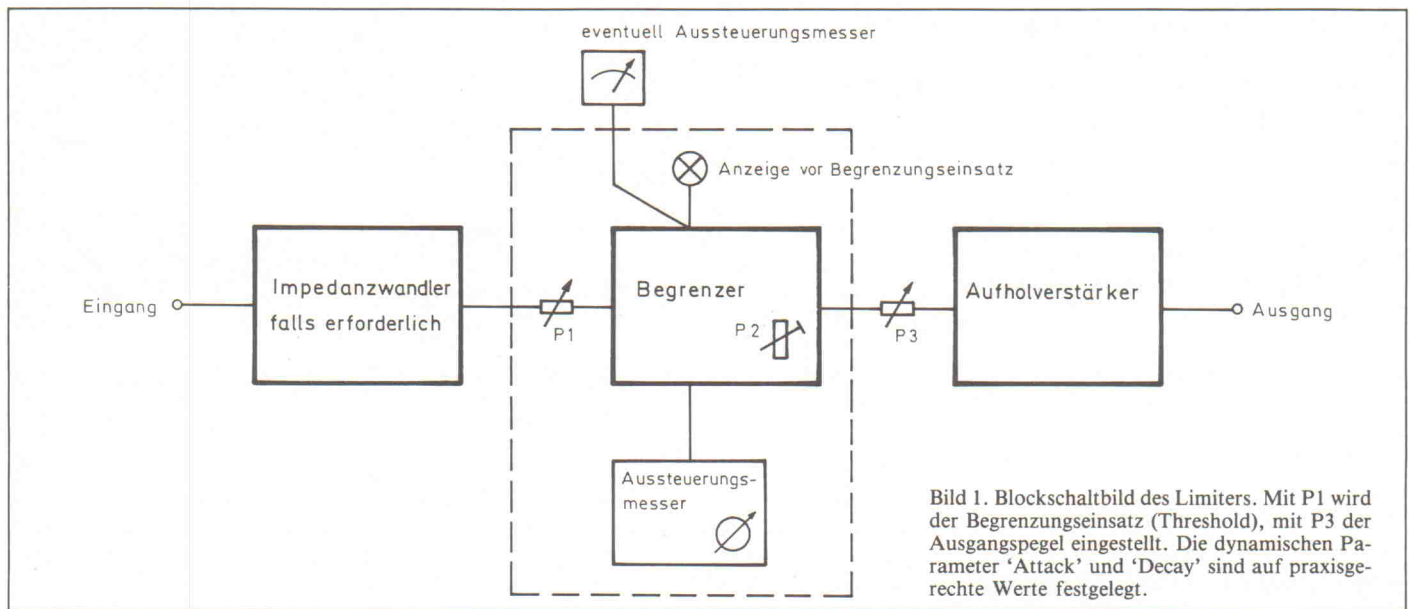 eventuell Aussteuerungsmesser
Anzeige vor Begrenzungseinsatz
Eingang
Impedanzwandler
falls erforderlich
P1
Begrenzer
P2
P3
Aufholverstärker
Ausgang
Aussteuerungs-
messer
Bild 1. Blockschaltbild des Limiters. Mit P1 wird
der Begrenzungseinsatz (Threshold), mit P3 der
Ausgangspegel eingestellt. Die dynamischen Pa-
rameter ‘Attack’ und ‘Decay’ sind auf praxisge-
rechte Werte festgelegt.